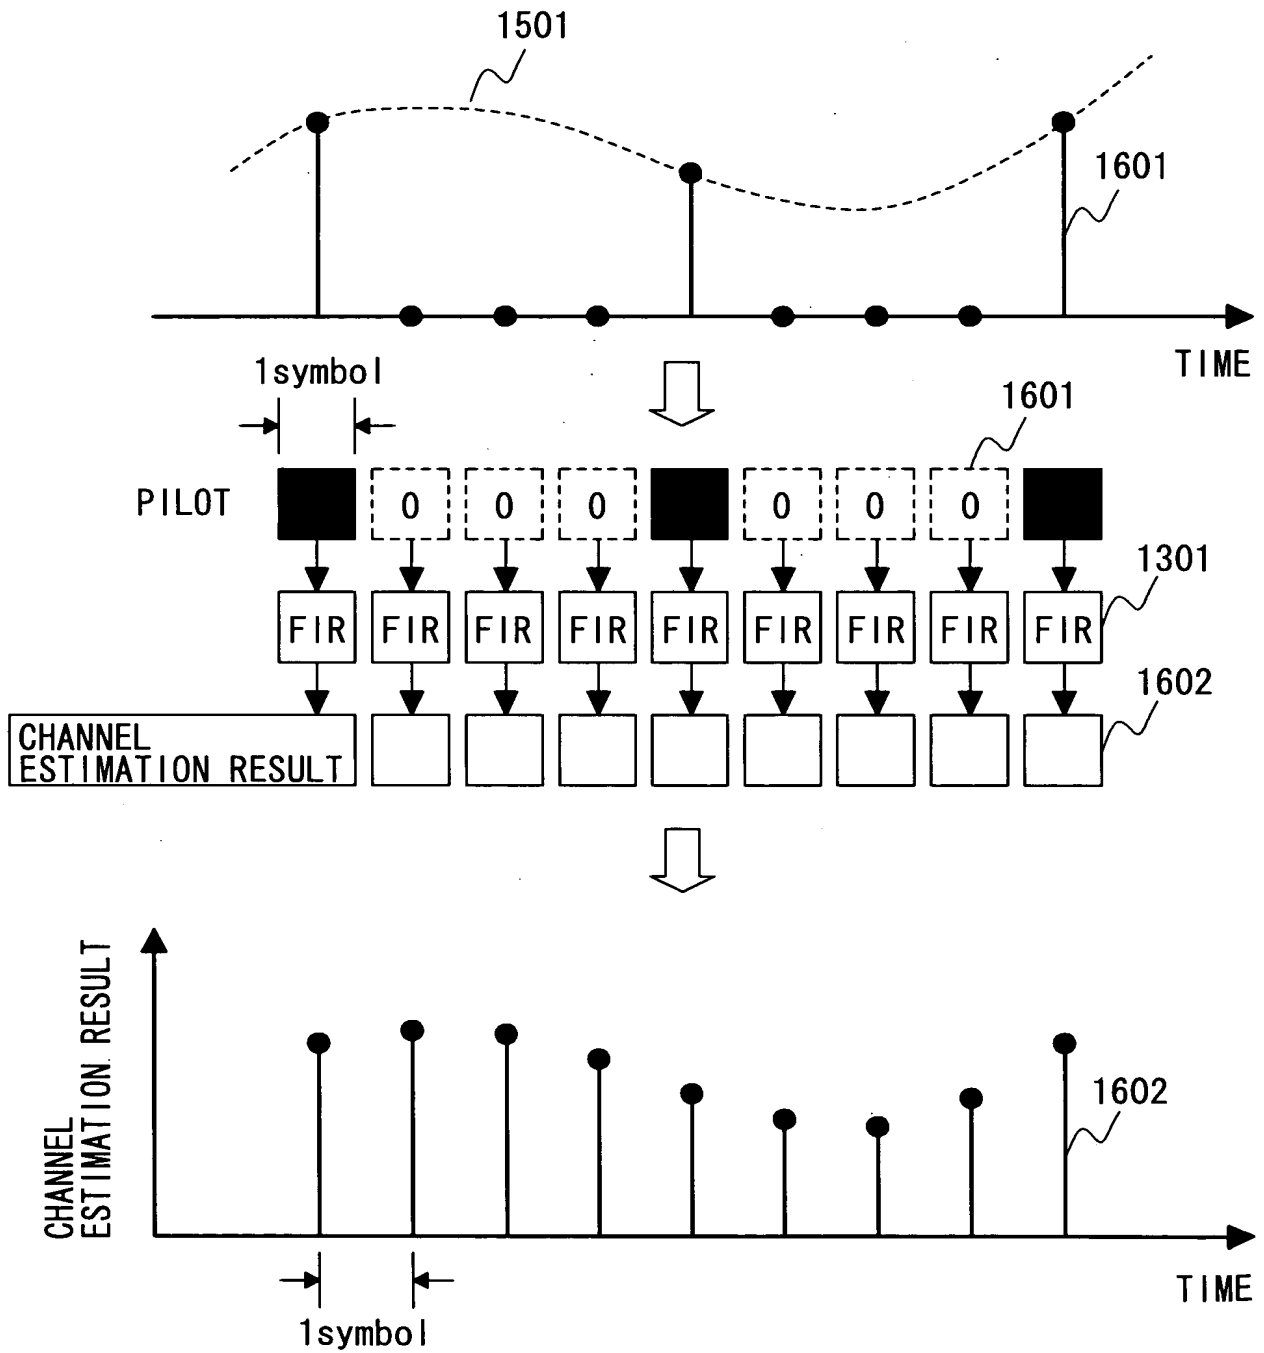 1501
1601
TIME
1symbol
1601
PILOT
0 0 0 0 0 0
1301
FIR FIR FIR FIR FIR FIR FIR FIR FIR
1602
CHANNEL
ESTIMATION RESULT
CHANNEL
ESTIMATION RESULT
1602
TIME
1symbol